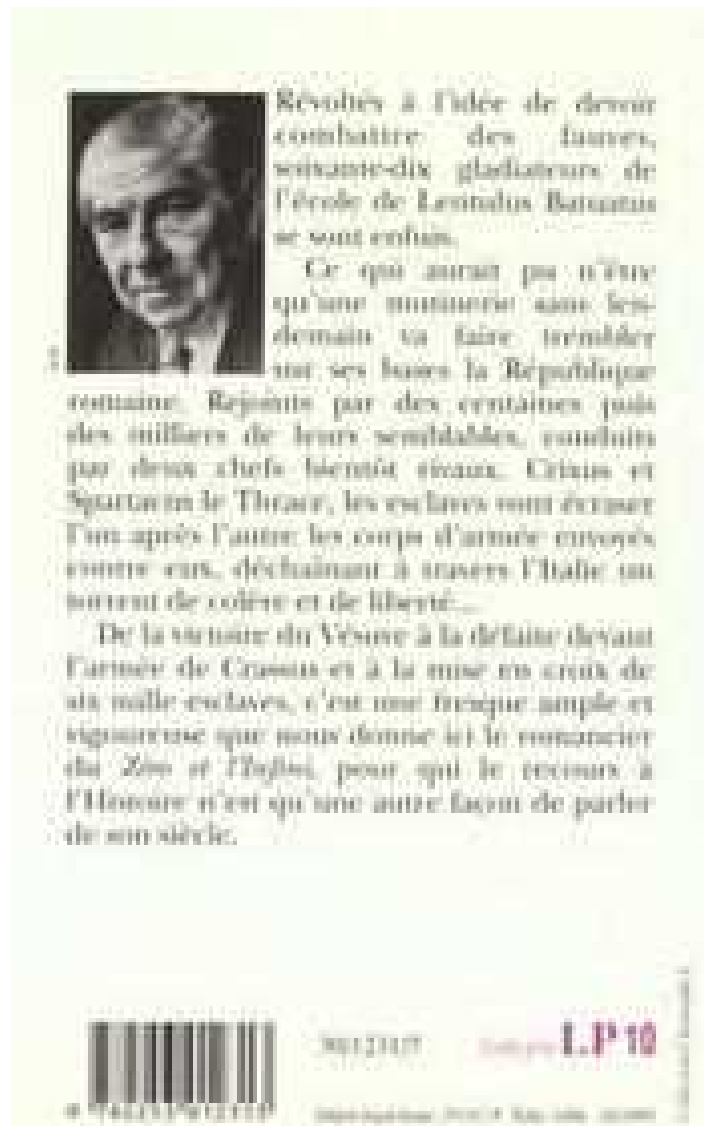 Révoltés à l'idée de devoir
combattre des fauves,
soixante-dix gladiateurs de
l'école de Lentulus Batuatus
se sont enfuis.
Ce qui aurait pu n'être
qu'une mutinerie sans len-
demain va faire trembler
sur ses bases la République
romaine. Rejoints par des centaines puis
des milliers de leurs semblables, conduits
par deux chefs bientôt rivaux, Crixus et
Spartacus le Thrace, les esclaves vont écraser
l'un après l'autre les corps d'armée envoyés
contre eux, déchaînant à travers l'Italie un
torrent de colère et de liberté...
De la victoire du Vésuve à la défaite devant
l'armée de Crassus et à la mise en croix de
six mille esclaves, c'est une fresque ample et
vigoureuse que nous donne ici le romancier
du Zéro et l'Infini, pour qui le recours à
l'Histoire n'est qu'une autre façon de parler
de son siècle.
LP 10